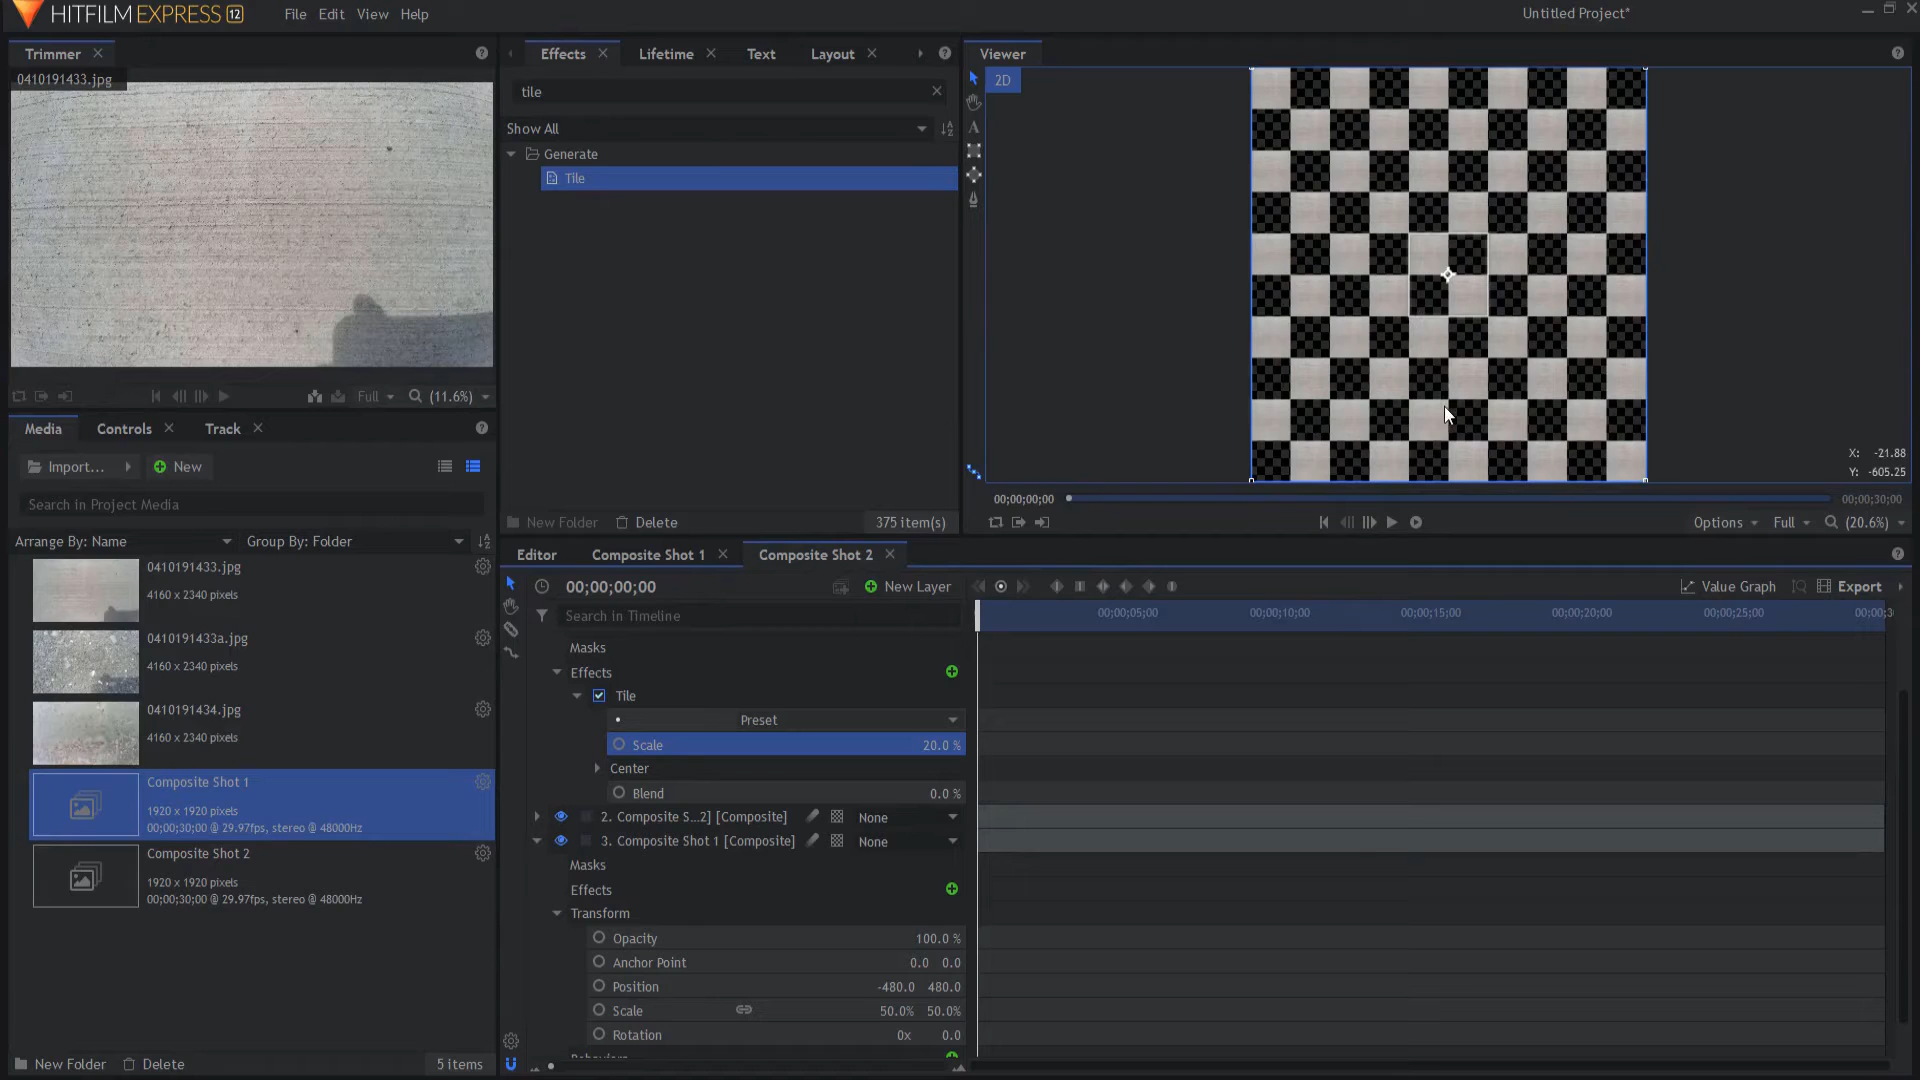 HITFILM EXPRESS 12
File Edit View Help
Untitled Project*
Trimmer
0410191433.jpg
Full (11.6%)
Effects Lifetime Text Layout
tile
Show All
Generate
Tile
New Folder Delete 375 item(s)
Viewer
2D
X: -21.88
Y: -605.25
00;00;00;00 00;00;30;00
Options Full (20.6%)
Media Controls Track
Import... New
Search in Project Media
Arrange By: Name Group By: Folder
0410191433.jpg
4160 x 2340 pixels
0410191433a.jpg
4160 x 2340 pixels
0410191434.jpg
4160 x 2340 pixels
Composite Shot 1
1920 x 1920 pixels
00;00;30;00 @ 29.97fps, stereo @ 48000Hz
Composite Shot 2
1920 x 1920 pixels
00;00;30;00 @ 29.97fps, stereo @ 48000Hz
New Folder Delete 5 items
Editor Composite Shot 1 Composite Shot 2
00;00;00;00 New Layer Value Graph Export
Search in Timeline
00;00;05;00 00;00;10;00 00;00;15;00 00;00;20;00 00;00;25;00 00;00;3
Masks
Effects
Tile
Preset
Scale 20.0 %
Center
Blend 0.0 %
2. Composite S...2] [Composite] None
3. Composite Shot 1 [Composite] None
Masks
Effects
Transform
Opacity 100.0 %
Anchor Point 0.0 0.0
Position -480.0 480.0
Scale 50.0% 50.0%
Rotation 0x 0.0